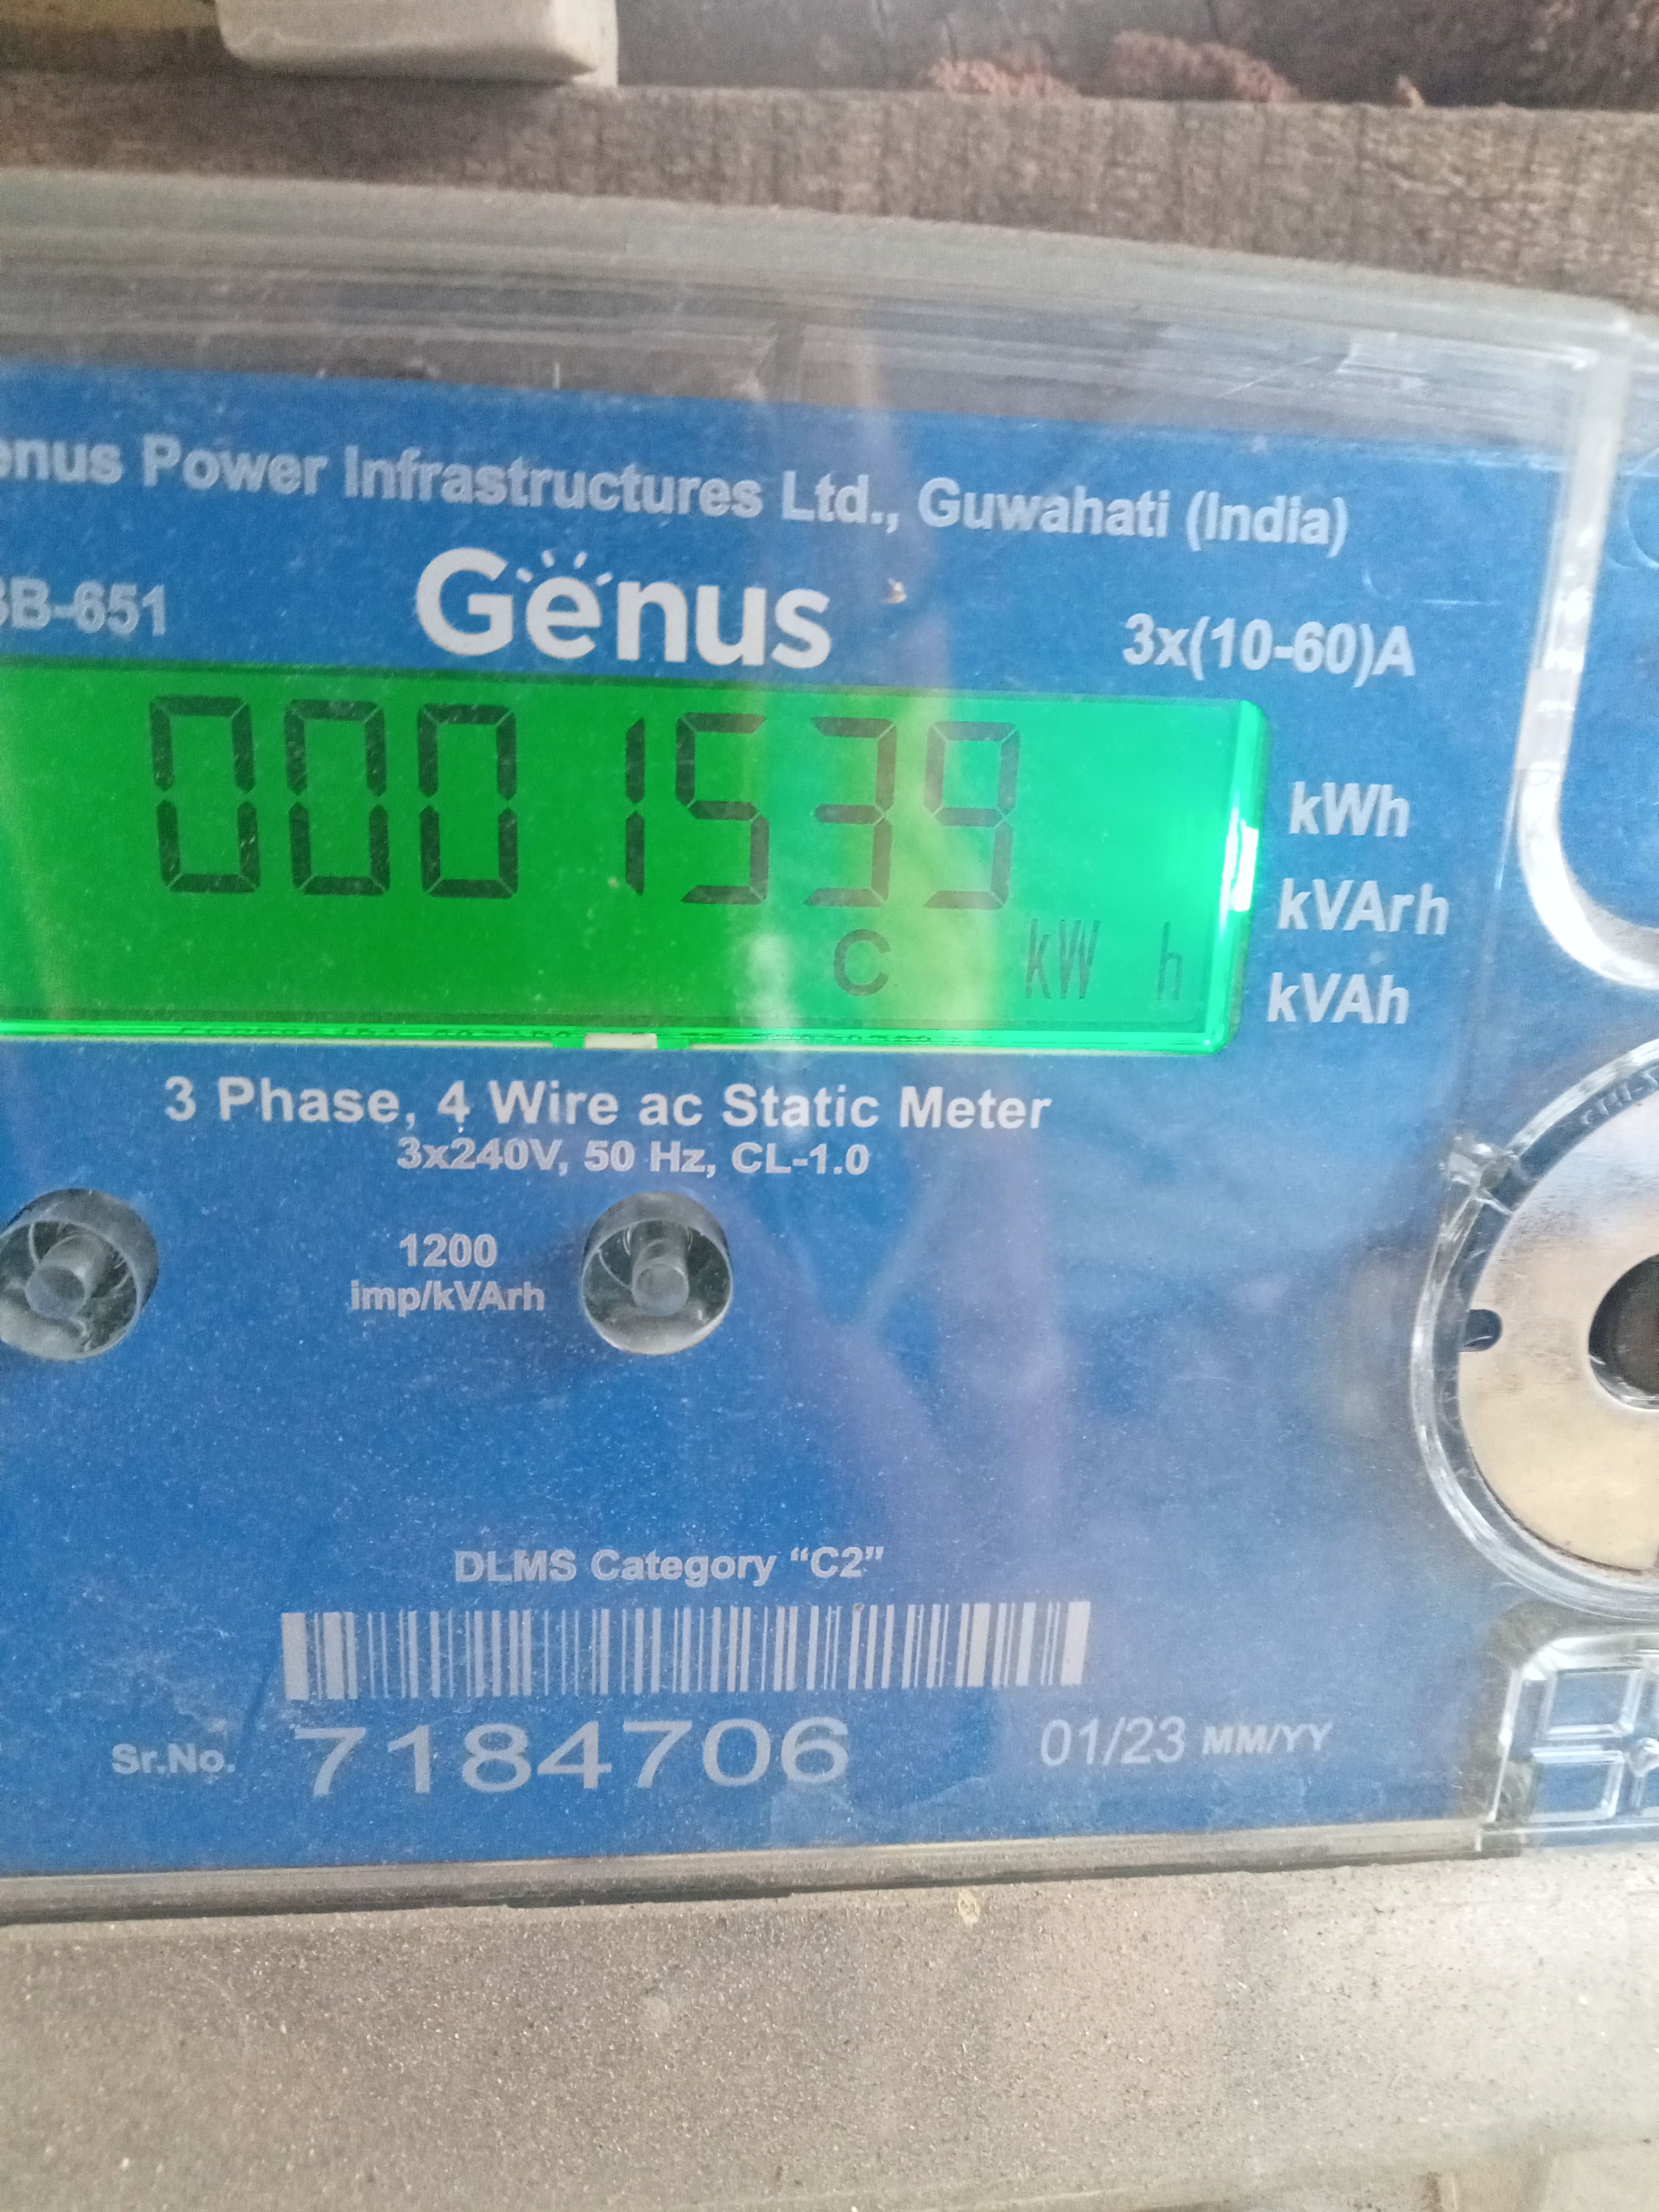 enus Power Infrastructures Ltd., Guwahati (India)
Genus
B-651
3x(10-60)A
0001539
C kW h
kWh
kVArh
kVAh
3 Phase, 4 Wire ac Static Meter
3x240V, 50 Hz, CL-1.0
1200
imp/kVArh
DLMS Category “C2”
Sr.No. 7184706 01/23 MM/YY